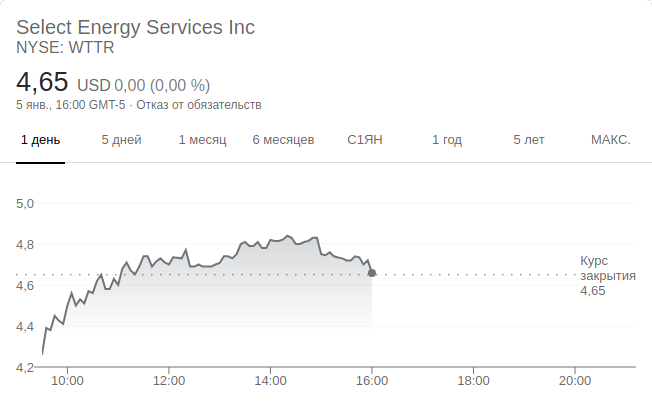 Select Energy Services Inc
NYSE: WTTR
4,65 USD 0,00 (0,00 %)
5 янв., 16:00 GMT-5 · Отказ от обязательств
1 день 5 дней 1 месяц 6 месяцев С1ЯН 1 год 5 лет МАКС.
5,0
4,8
Курс
закрытия
4,6
4,65
4,4
4,2
10:00 12:00 14:00 16:00 18:00 20:00